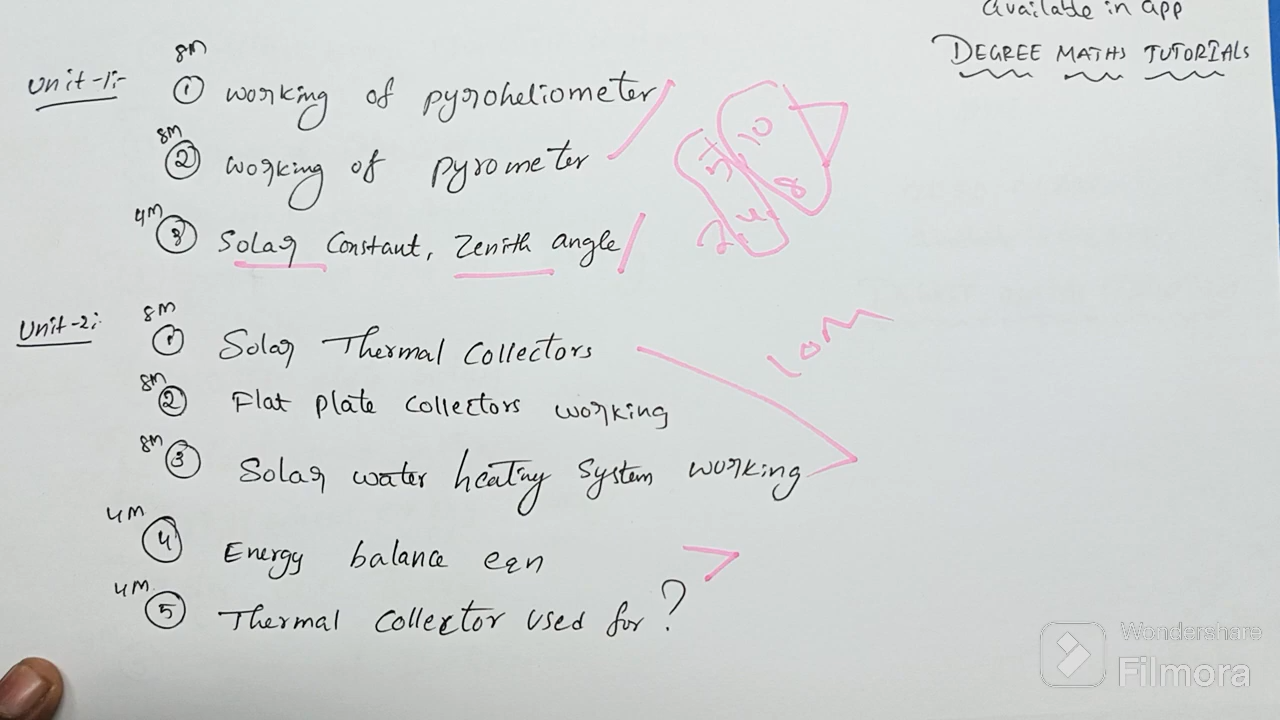 Available in app
DEGREE MATHS TUTORIALS
Unit-1:-
8M
① working of pyroheliometer
8M
② working of pyrometer
4M
③ Solar Constant, Zenith angle
10
8
Unit-2:
8M
① Solar Thermal Collectors
10M
8M
② Flat plate collectors working
8M
③ Solar water heating System working
4M
④ Energy balance eqn
4M
⑤ Thermal Collector used for?
Wondershare
Filmora